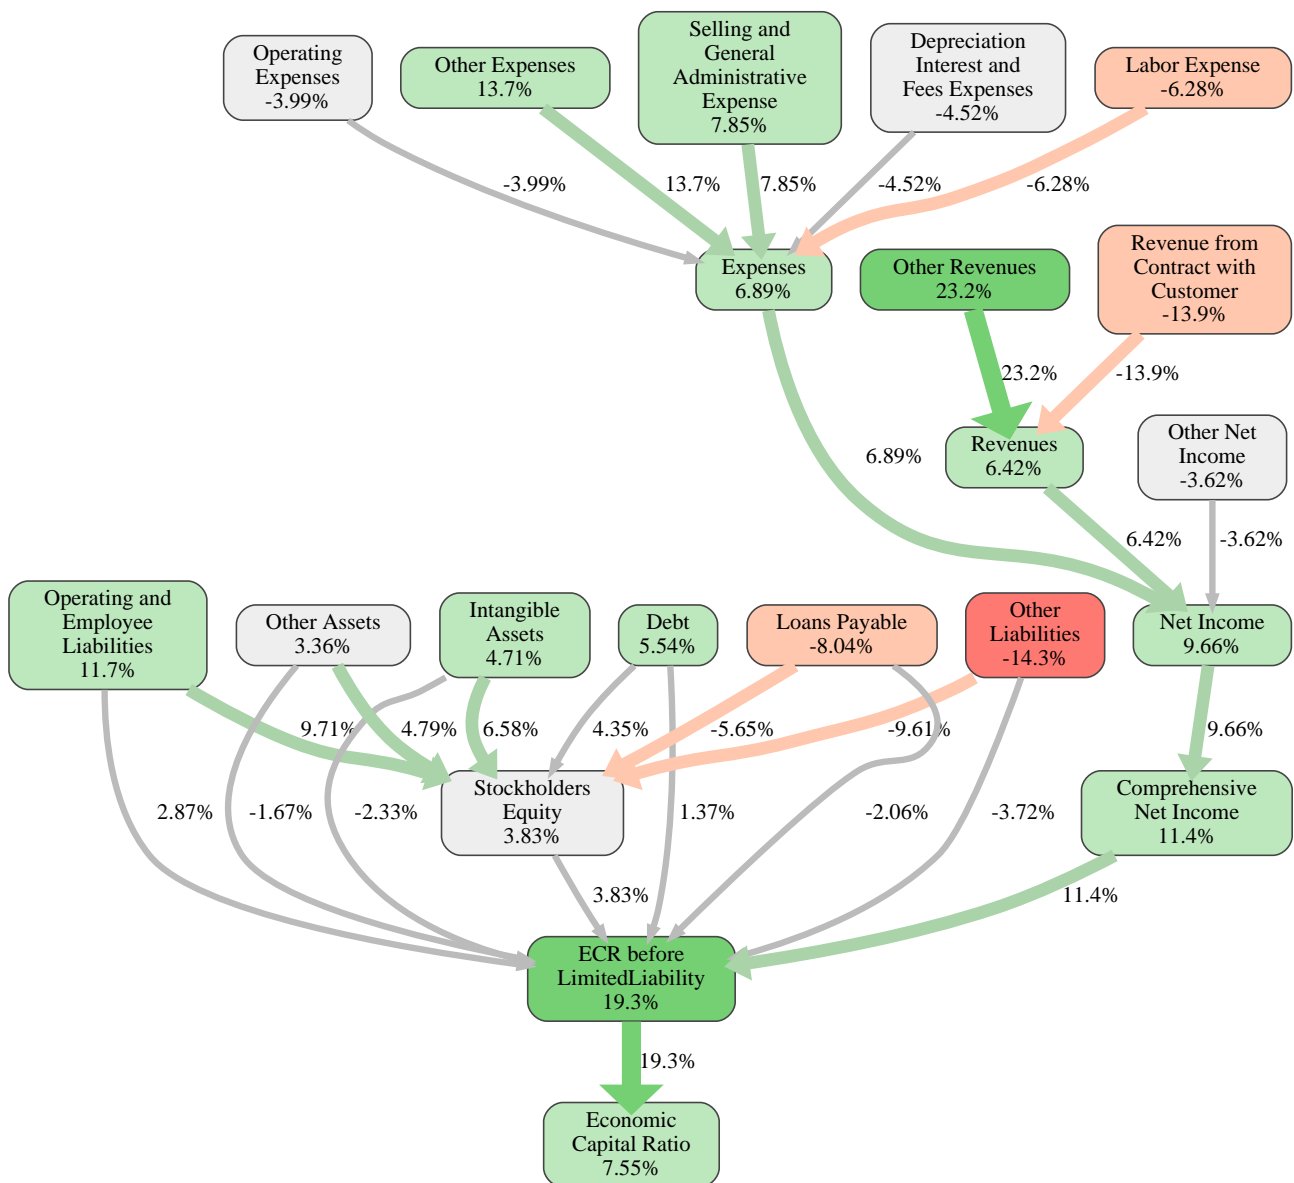 Operating
Expenses
-3.99%
Other Expenses
13.7%
Selling and
General
Administrative
Expense
7.85%
Depreciation
Interest and
Fees Expenses
-4.52%
Labor Expense
-6.28%
-3.99%
13.7%
7.85%
-4.52%
-6.28%
Expenses
6.89%
Other Revenues
23.2%
Revenue from
Contract with
Customer
-13.9%
23.2%
-13.9%
Revenues
6.42%
Other Net
Income
-3.62%
6.89%
6.42%
-3.62%
Operating and
Employee
Liabilities
11.7%
Other Assets
3.36%
Intangible
Assets
4.71%
Debt
5.54%
Loans Payable
-8.04%
Other
Liabilities
-14.3%
Net Income
9.66%
9.71%
4.79%
6.58%
4.35%
-5.65%
-9.61%
9.66%
Stockholders
Equity
3.83%
Comprehensive
Net Income
11.4%
2.87%
-1.67%
-2.33%
1.37%
-2.06%
-3.72%
3.83%
11.4%
ECR before
LimitedLiability
19.3%
19.3%
Economic
Capital Ratio
7.55%